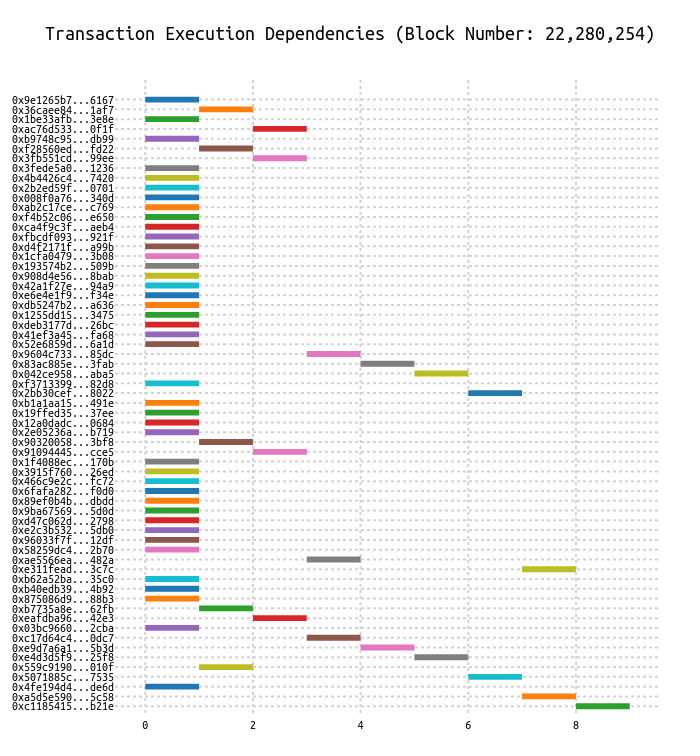 Transaction Execution Dependencies (Block Number: 22,280,254)
0x9e1265b7...6167
0x36caee84...1af7
0x1be33afb...3e8e
0xac76d533...0f1f
0xb9748c95...db99
0xf28560ed...fd22
0x3fb551cd...99ee
0x3fede5a0...1236
0x4b4426c4...7420
0x2b2ed59f...0701
0x008f0a76...340d
0xab2c17ce...c769
0xf4b52c06...e650
0xca4f9c3f...aeb4
0xfbcdf093...921f
0xd4f2171f...a99b
0x1cfa0479...3b08
0x193574b2...509b
0x908d4e56...8bab
0x42a1f27e...94a9
0xe6e4e1f9...f34e
0xdb5247b2...a636
0x1255dd15...3475
0xdeb3177d...26bc
0x41ef3a45...fa68
0x52e6859d...6a1d
0x9604c733...85dc
0x83ac885e...3fab
0x042ce958...aba5
0xf3713399...82d8
0x2bb30cef...8022
0xb1a1aa15...491e
0x19ffed35...37ee
0x12a0dadc...0684
0x2e05236a...b719
0x90320058...3bf8
0x91094445...cce5
0x1f4088ec...170b
0x3915f760...26ed
0x466c9e2c...fc72
0x6fafa282...f0d0
0x89ef0b4b...dbdd
0x9ba67569...5d0d
0xd47c062d...2798
0xe2c3b532...5db0
0x96033f7f...12df
0x58259dc4...2b70
0xae5566ea...482a
0xe311fead...3c7c
0xb62a52ba...35c0
0xb40edb39...4b92
0x875086d9...88b3
0xb7735a8e...62fb
0xeafdba96...42e3
0x03bc9660...2cba
0xc17d64c4...0dc7
0xe9d7a6a1...5b3d
0xe4d3d5f9...25f8
0x559c9190...010f
0x5071885c...7535
0x4fe194d4...de6d
0xa5d5e590...5c58
0xc1185415...b21e
0 2 4 6 8